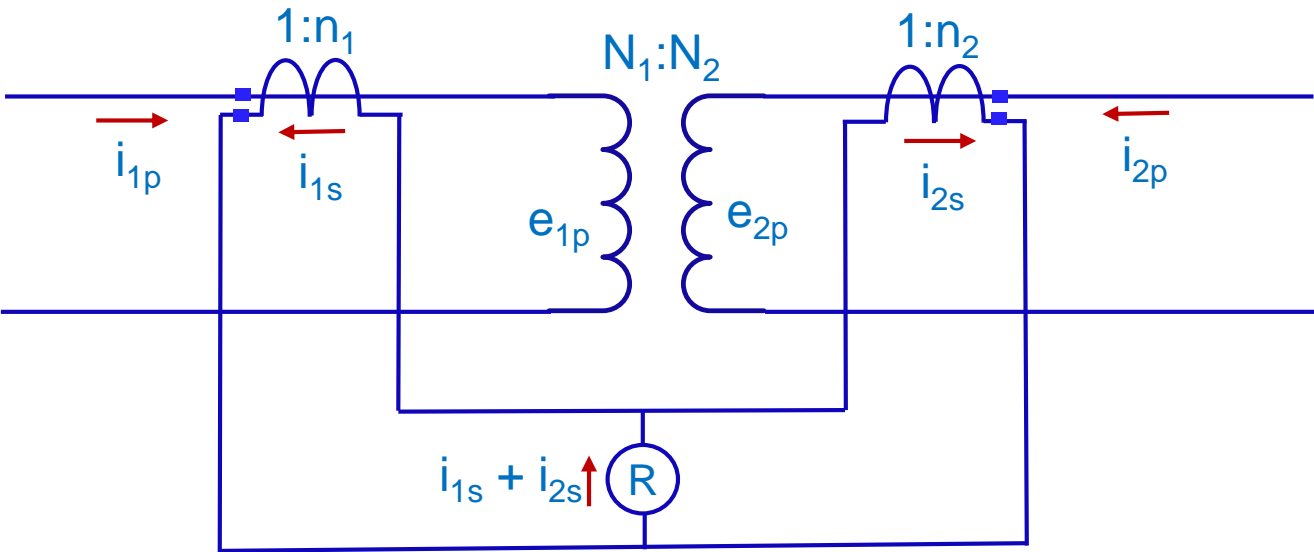 1:n₁
N₁:N₂
1:n₂
i₁ₚ
i₁ₛ
e₁ₚ
e₂ₚ
i₂ₛ
i₂ₚ
i₁ₛ + i₂ₛ
R